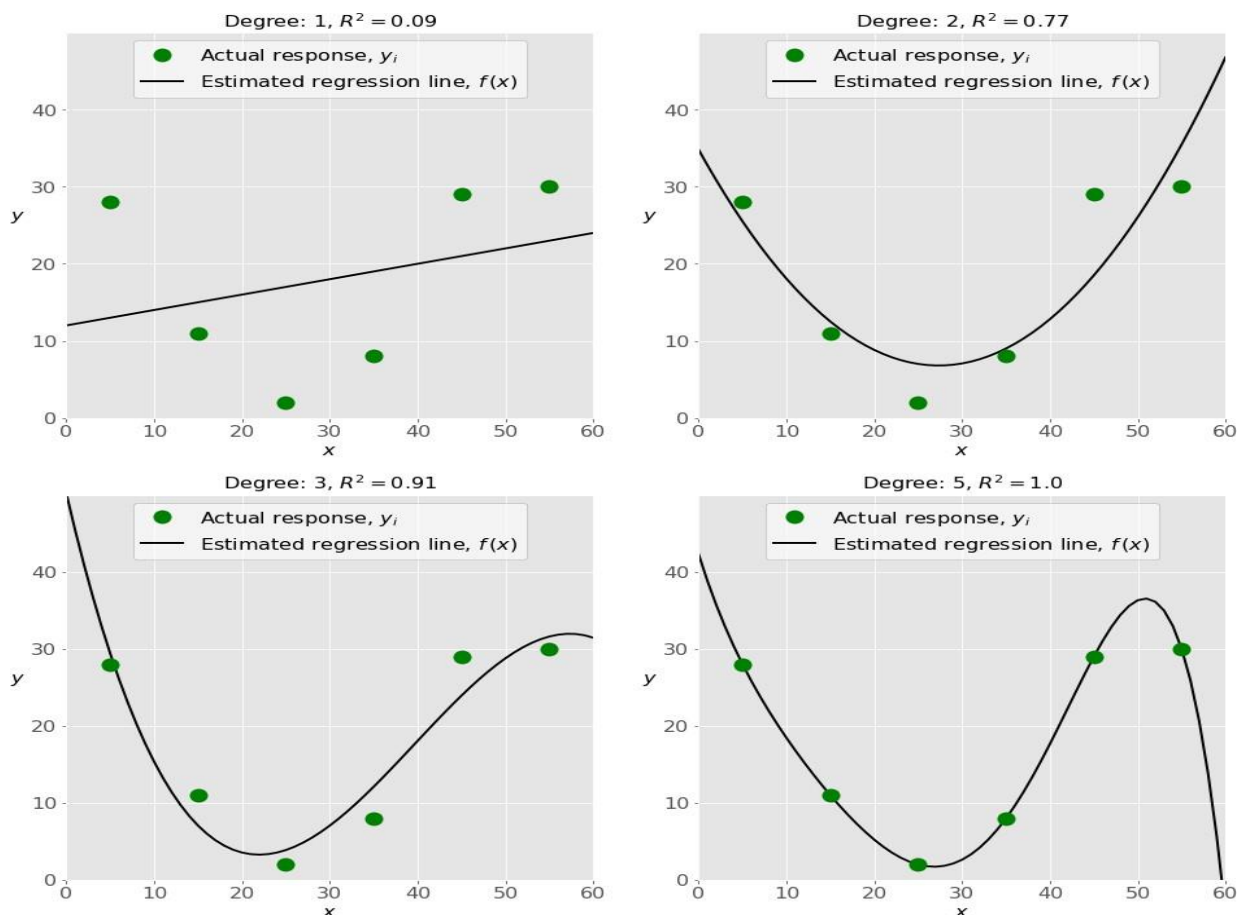 Degree: 1, R² = 0.09
Actual response, yᵢ
Estimated regression line, f(x)
40
30
y
20
10
0
0 10 20 30 40 50 60
x
Degree: 2, R² = 0.77
Actual response, yᵢ
Estimated regression line, f(x)
40
30
y
20
10
0
0 10 20 30 40 50 60
x
Degree: 3, R² = 0.91
Actual response, yᵢ
Estimated regression line, f(x)
40
30
y
20
10
0
0 10 20 30 40 50 60
x
Degree: 5, R² = 1.0
Actual response, yᵢ
Estimated regression line, f(x)
40
30
y
20
10
0
0 10 20 30 40 50 60
x